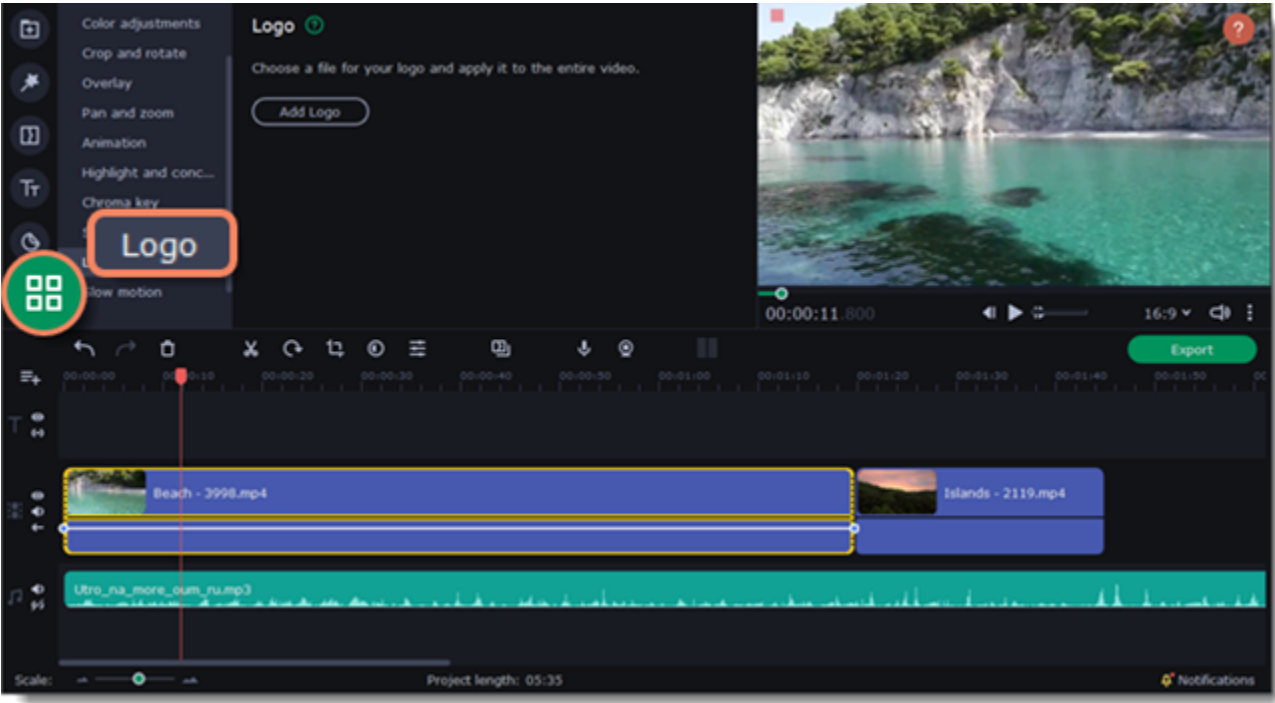 Color adjustments
Crop and rotate
Overlay
Pan and zoom
Animation
Highlight and conc...
Chroma key
Logo
Slow motion
Logo ?
Choose a file for your logo and apply it to the entire video.
Add Logo
?
00:00:11.800
16:9
Export
00:00:00 00:00:20 00:00:30 00:00:40 00:00:50 00:01:00 00:01:10 00:01:20 00:01:30 00:01:40 00:01:50
Beach - 3998.mp4
Islands - 2119.mp4
Utro_na_more_oum_ru.mp3
Scale:
Project length: 05:35
Notifications